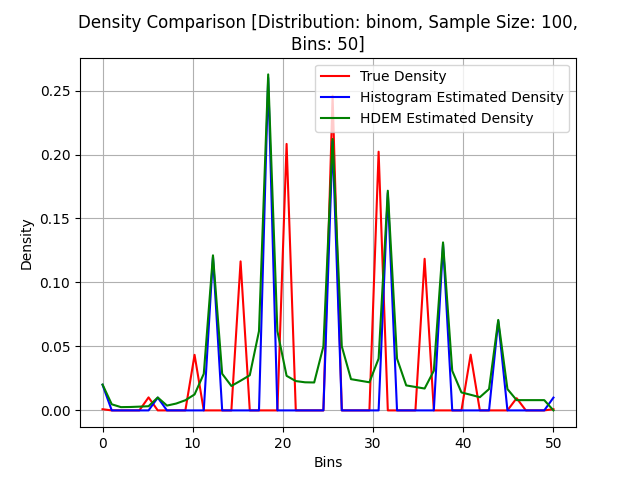 Density Comparison [Distribution: binom, Sample Size: 100,
Bins: 50]
True Density
Histogram Estimated Density
HDEM Estimated Density
Density
0.25
0.20
0.15
0.10
0.05
0.00
0 10 20 30 40 50
Bins